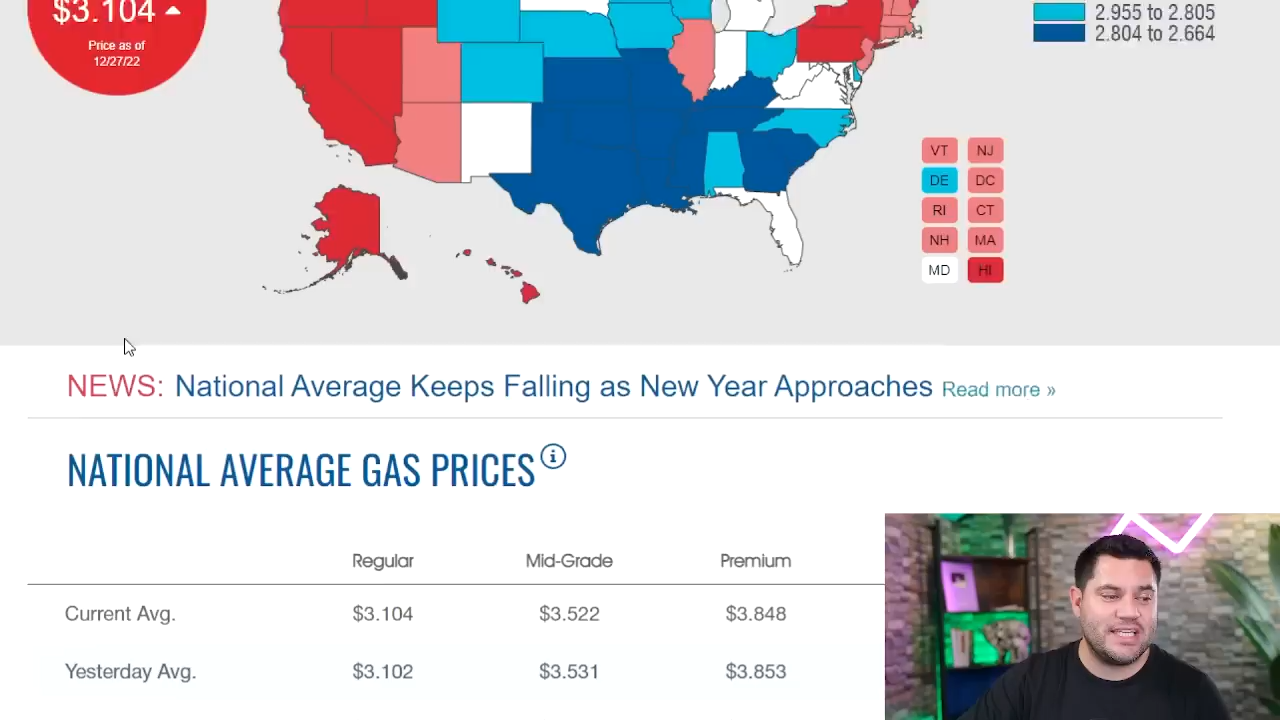 $3.104
Price as of
12/27/22
2.955 to 2.805
2.804 to 2.664
VT NJ
DE DC
RI CT
NH MA
MD HI
NEWS: National Average Keeps Falling as New Year Approaches Read more »
NATIONAL AVERAGE GAS PRICES i
Regular Mid-Grade Premium
Current Avg. $3.104 $3.522 $3.848
Yesterday Avg. $3.102 $3.531 $3.853